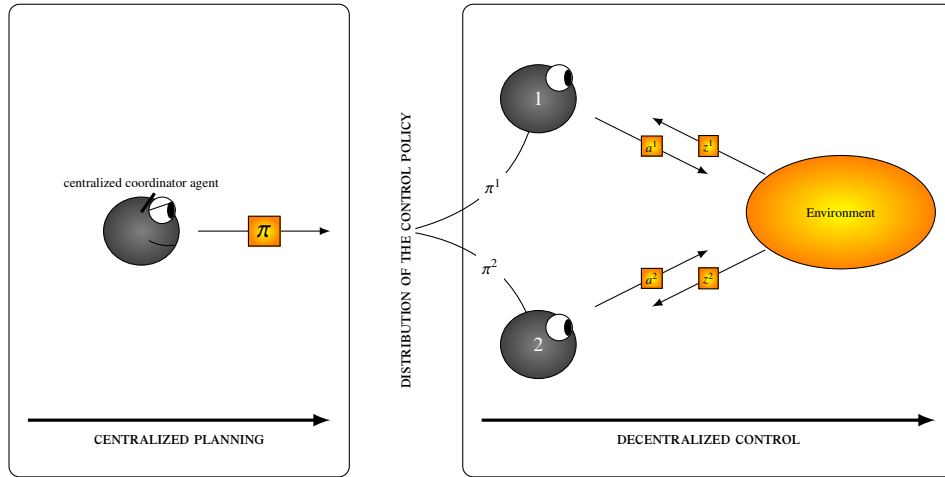 centralized coordinator agent
π
CENTRALIZED PLANNING
DISTRIBUTION OF THE CONTROL POLICY
π¹
π²
1
2
a¹
z¹
a²
z²
Environment
DECENTRALIZED CONTROL